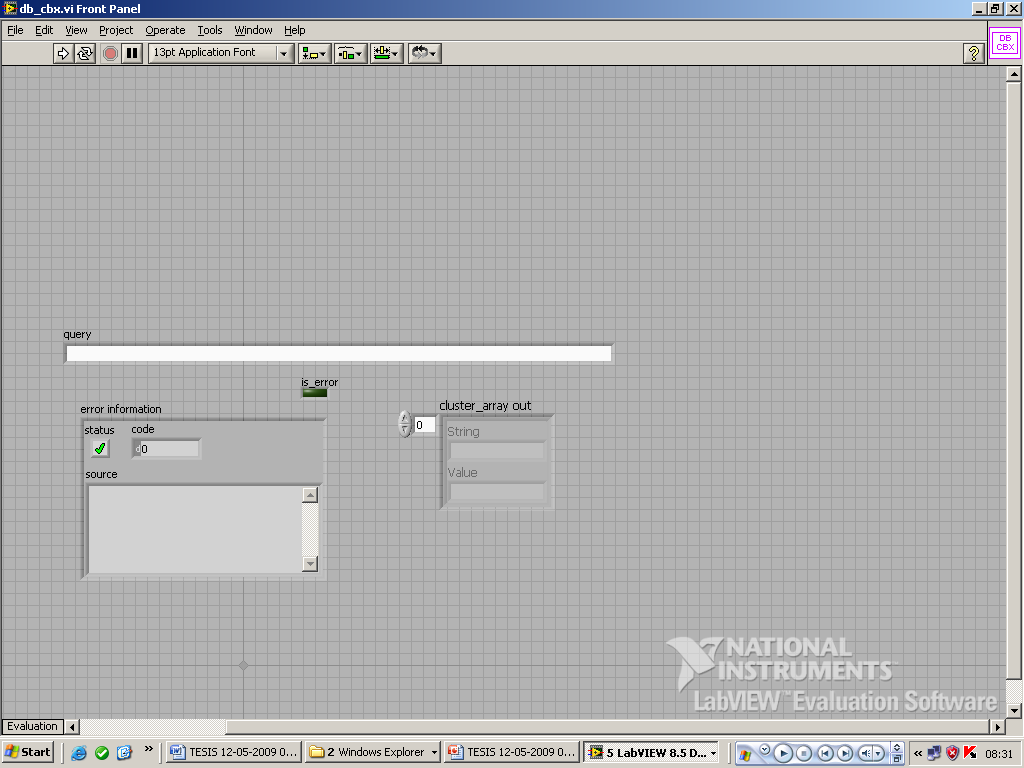 db_cbx.vi Front Panel
File Edit View Project Operate Tools Window Help
13pt Application Font
?
DB
CBX
query
is_error
error information
cluster_array out
status code
0
0
String
d0
source
Value
NATIONAL
INSTRUMENTS
LabVIEW™ Evaluation Software
Evaluation
Start » TESIS 12-05-2009 0... 2 Windows Explorer TESIS 12-05-2009 0... 5 LabVIEW 8.5 D... « 08:31